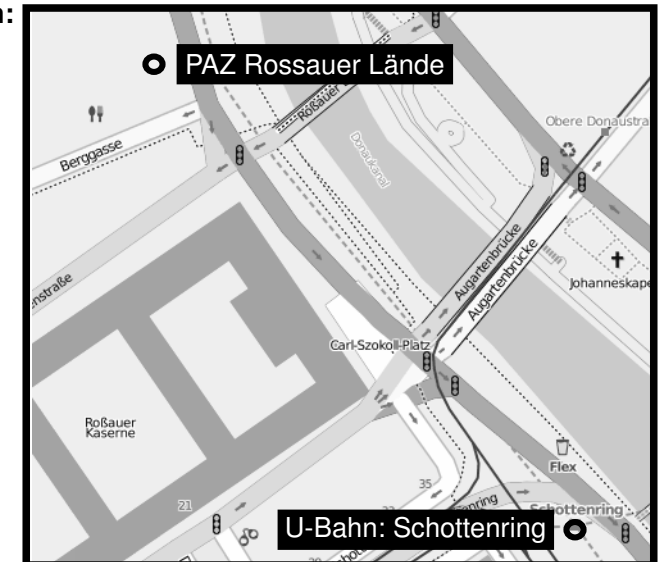 n:
PAZ Rossauer Lände
Roßauer
Obere Donaustra
Berggasse
Donaukanal
Augartenbrücke
Augartenbrücke
Johanneskape
nstraße
Carl-Szokoll-Platz
Roßauer
Kaserne
Flex
35
21
Schottenring
U-Bahn: Schottenring